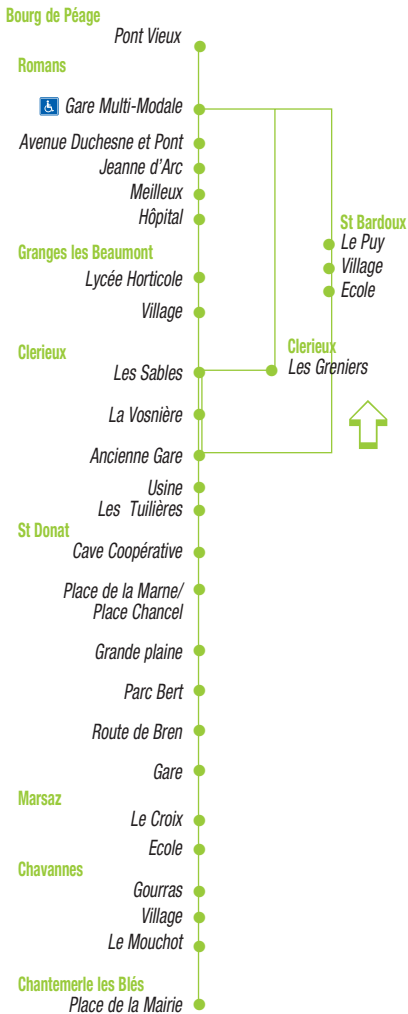 Bourg de Péage
Pont Vieux
Romans
Gare Multi-Modale
Avenue Duchesne et Pont
Jeanne d'Arc
Meilleux
Hôpital
St Bardoux
Le Puy
Village
Ecole
Granges les Beaumont
Lycée Horticole
Village
Clerieux
Les Sables
Clerieux
Les Greniers
La Vosnière
Ancienne Gare
Usine
Les Tuilières
St Donat
Cave Coopérative
Place de la Marne/
Place Chancel
Grande plaine
Parc Bert
Route de Bren
Gare
Marsaz
Le Croix
Ecole
Chavannes
Gourras
Village
Le Mouchot
Chantemerle les Blés
Place de la Mairie